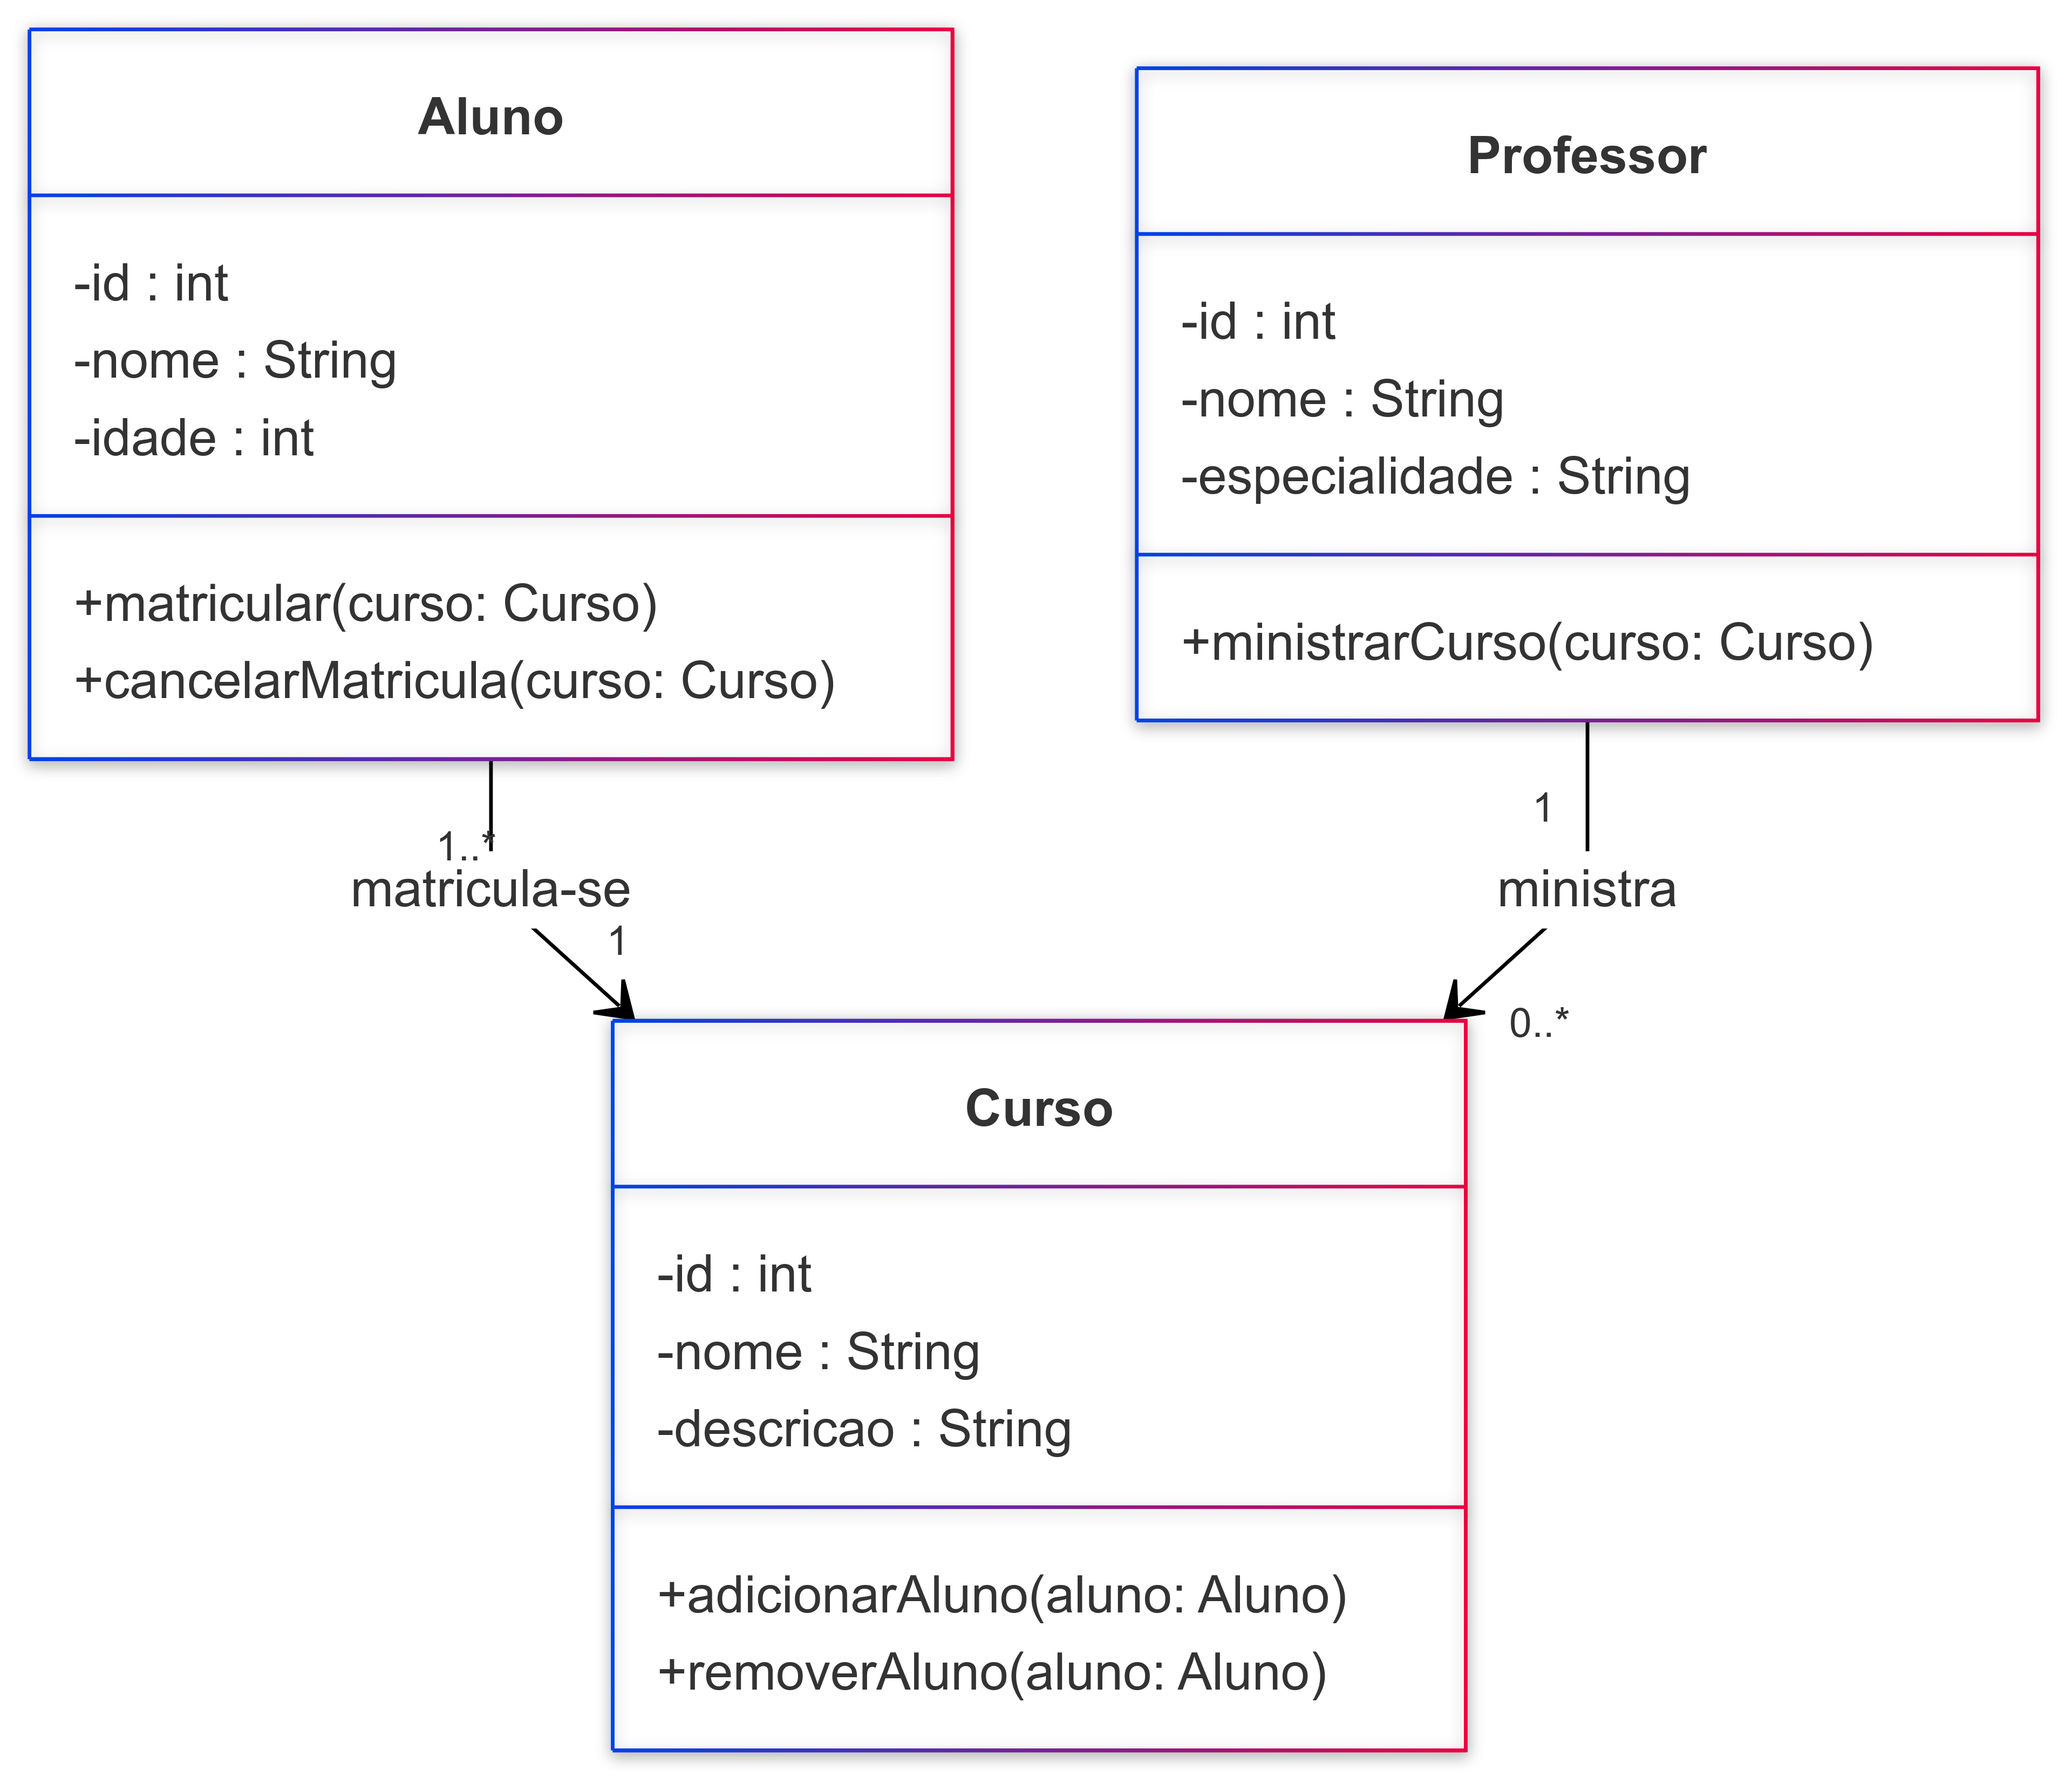 Aluno
-id : int
-nome : String
-idade : int
+matricular(curso: Curso)
+cancelarMatricula(curso: Curso)
Professor
-id : int
-nome : String
-especialidade : String
+ministrarCurso(curso: Curso)
1..*
matricula-se
1
1
ministra
0..*
Curso
-id : int
-nome : String
-descricao : String
+adicionarAluno(aluno: Aluno)
+removerAluno(aluno: Aluno)